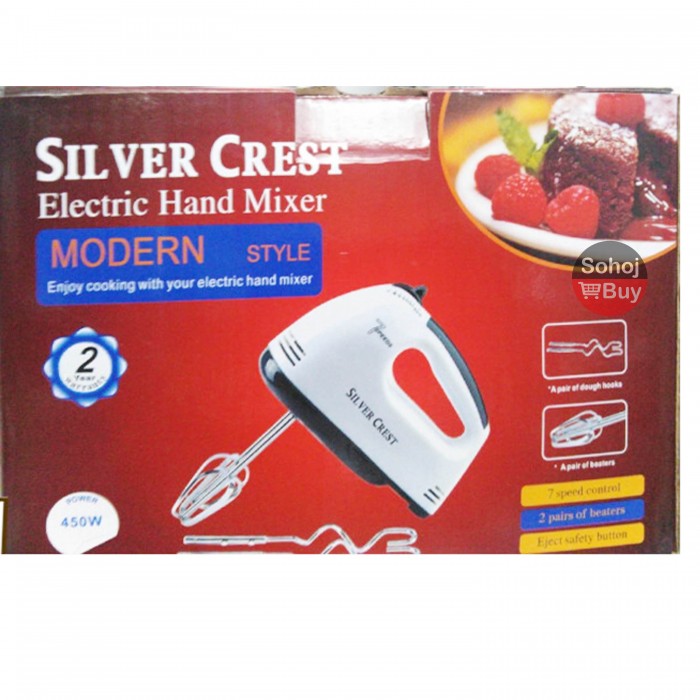 SILVER CREST
Electric Hand Mixer
MODERN STYLE
Enjoy cooking with your electric hand mixer
Sohoj
Buy
2
Year
Warranty
7 SPEEDS
SILVER CREST
*A pair of dough hooks
* A pair of beaters
POWER
450W
7 speed control
2 pairs of beaters
Eject safety button